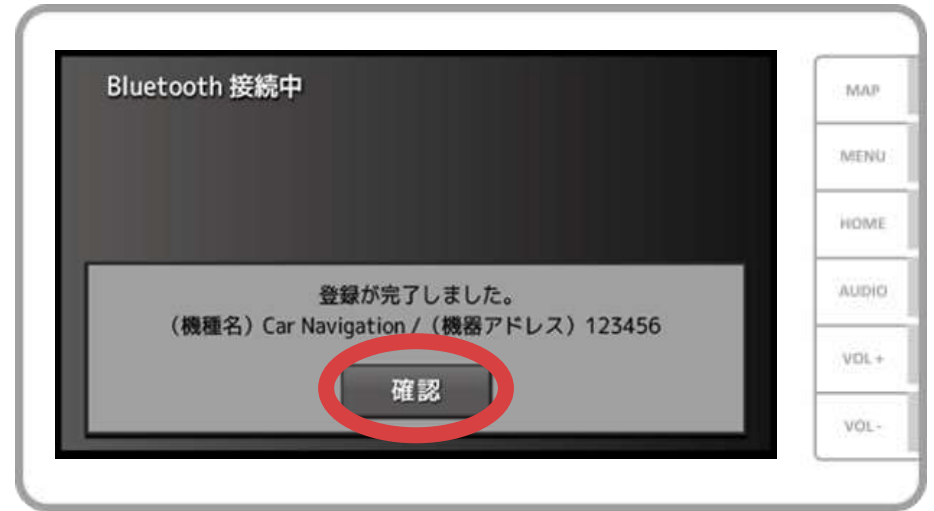 Bluetooth 接続中
登録が完了しました。
（機種名）Car Navigation /（機器アドレス）123456
確認
MAP
MENU
HOME
AUDIO
VOL +
VOL -